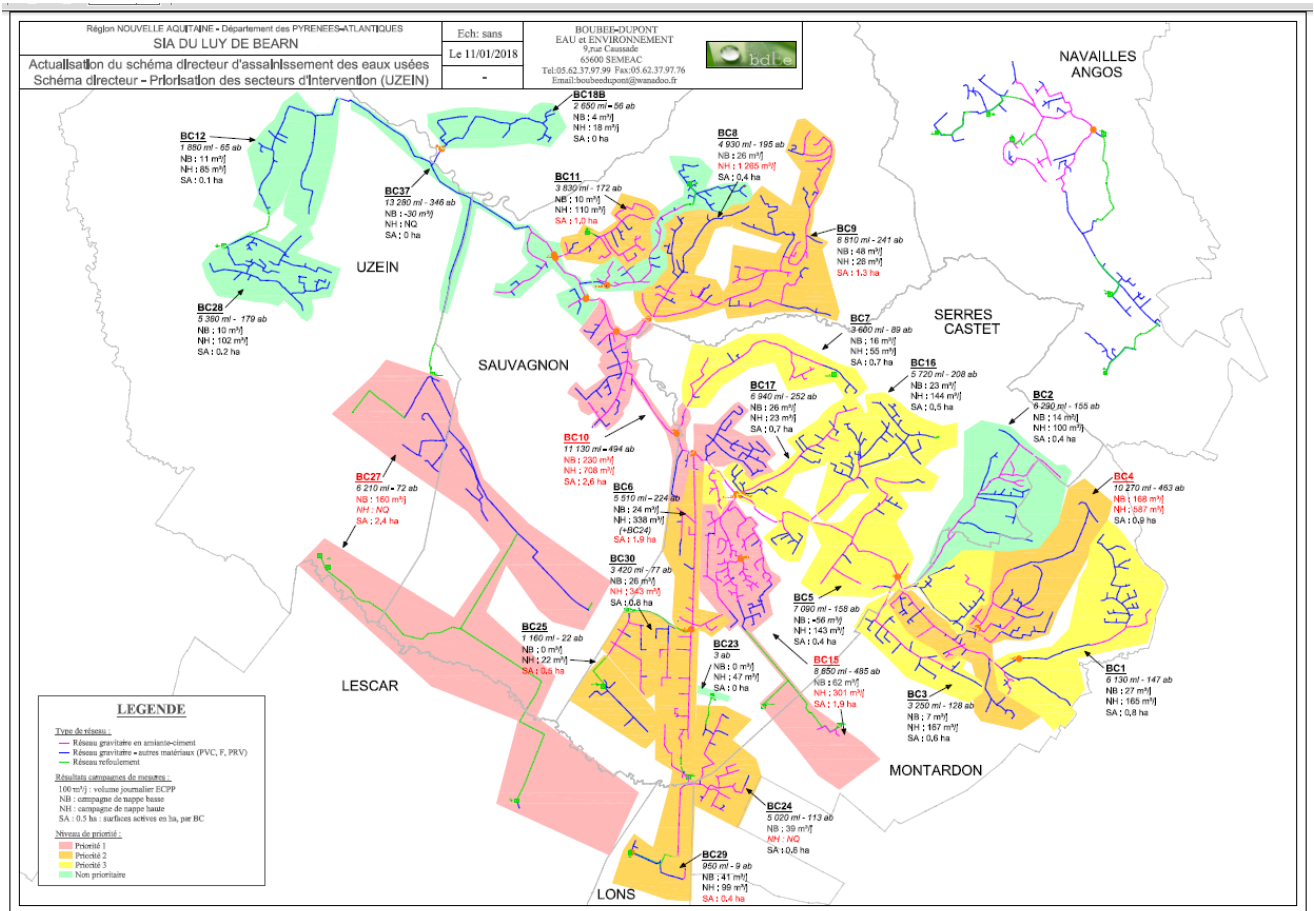 Région NOUVELLE AQUITAINE - Département des PYRENEES-ATLANTIQUES
SIA DU LUY DE BEARN
Actualisation du schéma directeur d'assainissement des eaux usées
Schéma directeur - Priorisation des secteurs d'intervention (UZEIN)
Ech: sans
Le 11/01/2018
-
BOUBEE-DUPONT
EAU et ENVIRONNEMENT
9,rue Caussade
65600 SEMEAC
Tel:05.62.37.97.99 Fax:05.62.37.97.76
Email:boubeedupont@wanadoo.fr
bdLe
NAVAILLES
ANGOS
BC18B
2 650 ml - 56 ab
NB : 4 m³/j
NH : 18 m³/j
SA : 0 ha
BC12
1 880 ml - 65 ab
NB : 11 m³/j
NH : 85 m³/j
SA : 0.1 ha
BC8
4 930 ml - 195 ab
NB : 26 m³/j
NH : 1 265 m³/j
SA : 0,4 ha
BC37
13 260 ml - 346 ab
NB : -30 m³/j
NH : NQ
SA : 0 ha
BC11
3 830 ml - 172 ab
NB : 10 m³/j
NH : 110 m³/j
SA : 1,0 ha
BC9
8 810 ml - 241 ab
NB : 48 m³/j
NH : 28 m³/j
SA : 1.3 ha
UZEIN
BC28
5 380 ml - 179 ab
NB : 10 m³/j
NH : 102 m³/j
SA : 0.2 ha
SERRES
CASTET
BC7
3 600 ml - 89 ab
NB : 16 m³/j
NH : 55 m³/j
SA : 0.7 ha
SAUVAGNON
BC16
5 720 ml - 208 ab
NB : 23 m³/j
NH : 144 m³/j
SA : 0,5 ha
BC17
6 940 ml - 252 ab
NB : 26 m³/j
NH : 23 m³/j
SA : 0,7 ha
BC2
6 290 ml - 155 ab
NB : 14 m³/j
NH : 100 m³/j
SA : 0.4 ha
BC10
11 130 ml - 494 ab
NB : 230 m³/j
NH : 708 m³/j
SA : 2,6 ha
BC27
6 210 ml - 72 ab
NB : 160 m³/j
NH : NQ
SA : 2,4 ha
BC4
10 270 ml - 463 ab
NB : 168 m³/j
NH : 587 m³/j
SA : 0.9 ha
BC6
5 510 ml - 224 ab
NB : 24 m³/j
NH : 338 m³/j
(+BC24)
SA : 1.9 ha
BC30
3 420 ml - 77 ab
NB : 26 m³/j
NH : 343 m³/j
SA : 0.8 ha
BC5
7 090 ml - 158 ab
NB : -56 m³/j
NH : 143 m³/j
SA : 0.4 ha
BC25
1 160 ml - 22 ab
NB : 0 m³/j
NH : 22 m³/j
SA : 0,5 ha
BC23
3 ab
NB : 0 m³/j
NH : 47 m³/j
SA : 0 ha
BC15
8 650 ml - 485 ab
NB : 62 m³/j
NH : 301 m³/j
SA : 1,9 ha
BC1
6 130 ml - 147 ab
NB : 27 m³/j
NH : 165 m³/j
SA : 0,8 ha
BC3
3 250 ml - 128 ab
NB : 7 m³/j
NH : 167 m³/j
SA : 0,6 ha
LESCAR
MONTARDON
BC24
5 020 ml - 113 ab
NB : 39 m³/j
NH : NQ
SA : 0,6 ha
BC29
950 ml - 9 ab
NB : 41 m³/j
NH : 99 m³/j
SA : 0.4 ha
LONS
LEGENDE
Type de réseau :
Réseau gravitaire en amiante-ciment
Réseau gravitaire - autres matériaux (PVC, F, PRV)
Réseau refoulement
Résultats campagnes de mesures :
100 m³/j : volume journalier ECPP
NB : campagne de nappe basse
NH : campagne de nappe haute
SA : 0.5 ha : surfaces actives en ha, par BC
Niveau de priorité :
Priorité 1
Priorité 2
Priorité 3
Non prioritaire